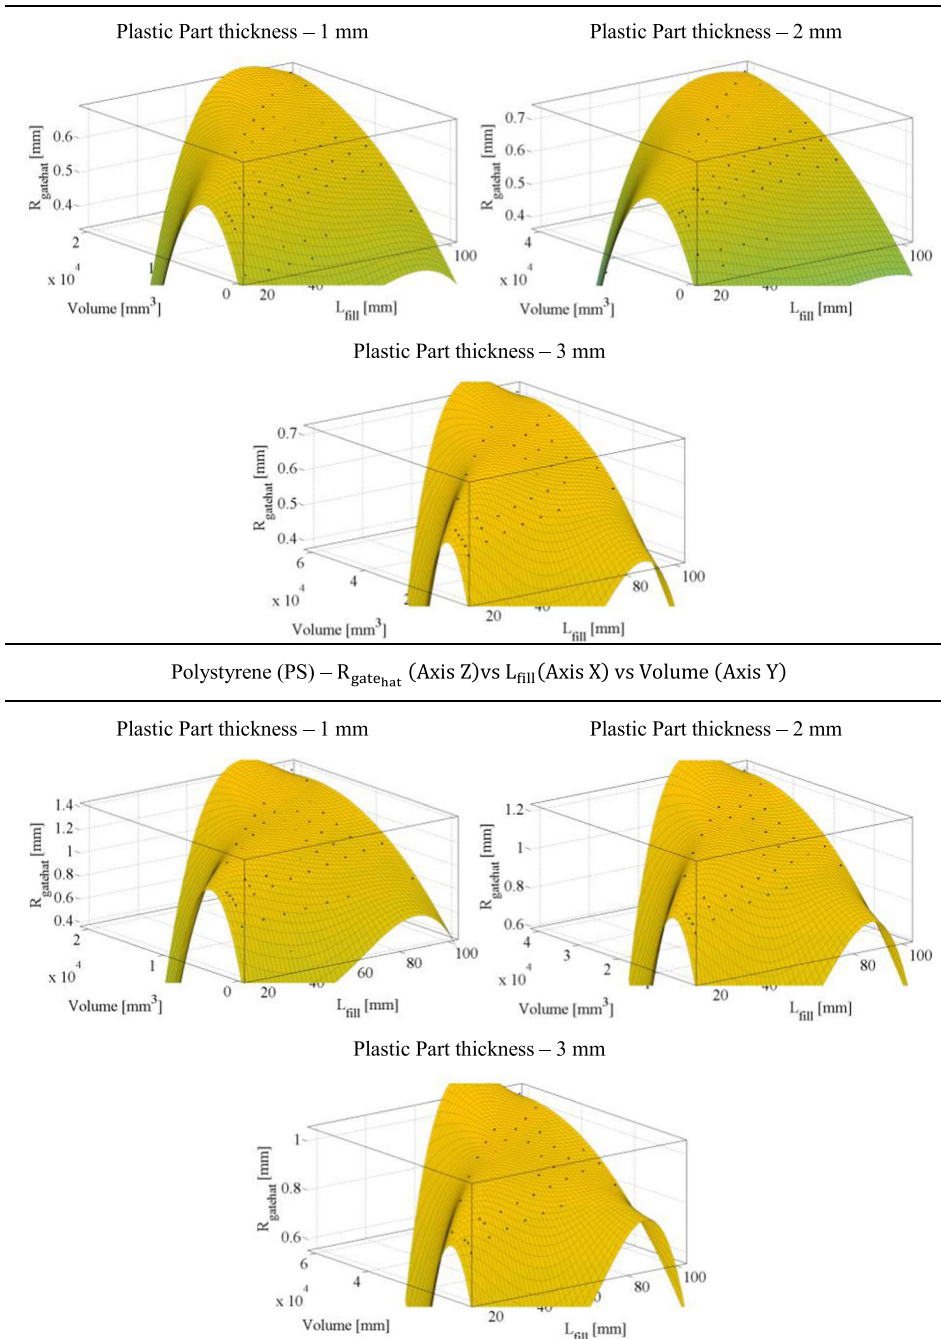 Plastic Part thickness – 1 mm
Plastic Part thickness – 2 mm
0.6
0.5
0.4
R_gatehat [mm]
2
x 10^4
1
0
Volume [mm^3]
20
40
100
L_fill [mm]
0.7
0.6
0.5
0.4
R_gatehat [mm]
4
x 10^4
0
Volume [mm^3]
20
40
100
L_fill [mm]
Plastic Part thickness – 3 mm
0.7
0.6
0.5
0.4
R_gatehat [mm]
6
4
x 10^4
2
Volume [mm^3]
20
40
80
100
L_fill [mm]
Polystyrene (PS) – R_gate_hat (Axis Z)vs L_fill(Axis X) vs Volume (Axis Y)
Plastic Part thickness – 1 mm
Plastic Part thickness – 2 mm
1.4
1.2
1
0.8
0.6
0.4
R_gatehat [mm]
2
x 10^4
1
0
Volume [mm^3]
20
40
60
80
100
L_fill [mm]
1.2
1
0.8
0.6
R_gatehat [mm]
4
3
2
x 10^4
Volume [mm^3]
20
40
80
100
L_fill [mm]
Plastic Part thickness – 3 mm
1
0.8
0.6
R_gatehat [mm]
6
4
x 10^4
Volume [mm]
20
40
80
100
L_fill [mm]